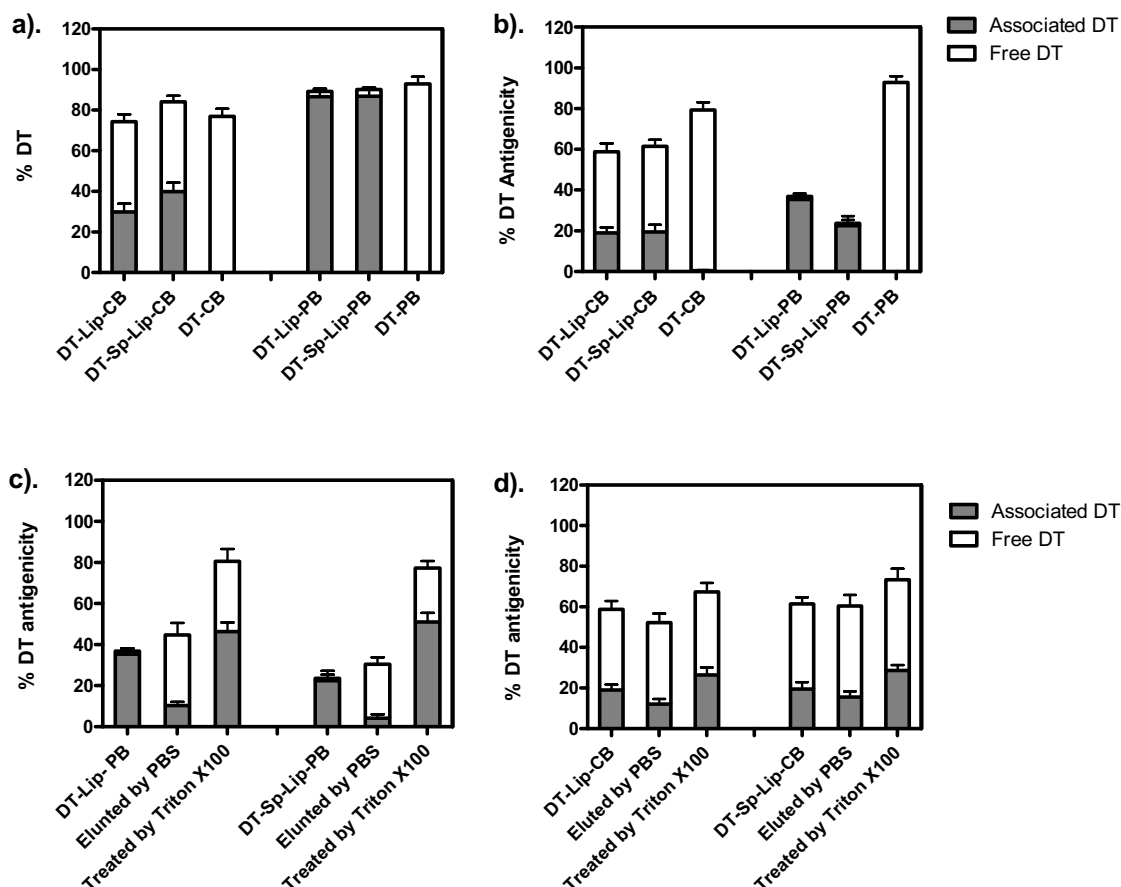 a).
120
100
80
60
40
20
0
% DT
DT-Lip-CB
DT-Sp-Lip-CB
DT-CB
DT-Lip-PB
DT-Sp-Lip-PB
DT-PB
b).
120
100
80
60
40
20
0
% DT Antigenicity
DT-Lip-CB
DT-Sp-Lip-CB
DT-CB
DT-Lip-PB
DT-Sp-Lip-PB
DT-PB
Associated DT
Free DT
c).
120
100
80
60
40
20
0
% DT antigenicity
DT-Lip- PB
Elunted by PBS
Treated by Triton X100
DT-Sp-Lip-PB
Elunted by PBS
Treated by Triton X100
d).
120
100
80
60
40
20
0
% DT antigenicity
DT-Lip-CB
Eluted by PBS
Treated by Triton X100
DT-Sp-Lip-CB
Eluted by PBS
Treated by Triton X100
Associated DT
Free DT